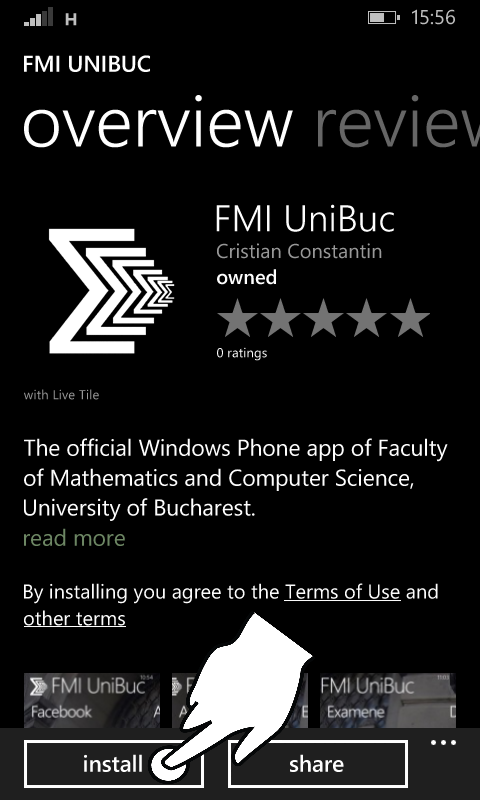 H 15:56
FMI UNIBUC
overview review
FMI UniBuc
Cristian Constantin
owned
0 ratings
with Live Tile
The official Windows Phone app of Faculty
of Mathematics and Computer Science,
University of Bucharest.
read more
By installing you agree to the Terms of Use and
other terms
FMI UniBuc FMI UniBuc FMI UniBuc
Facebook A A E Examene
install share